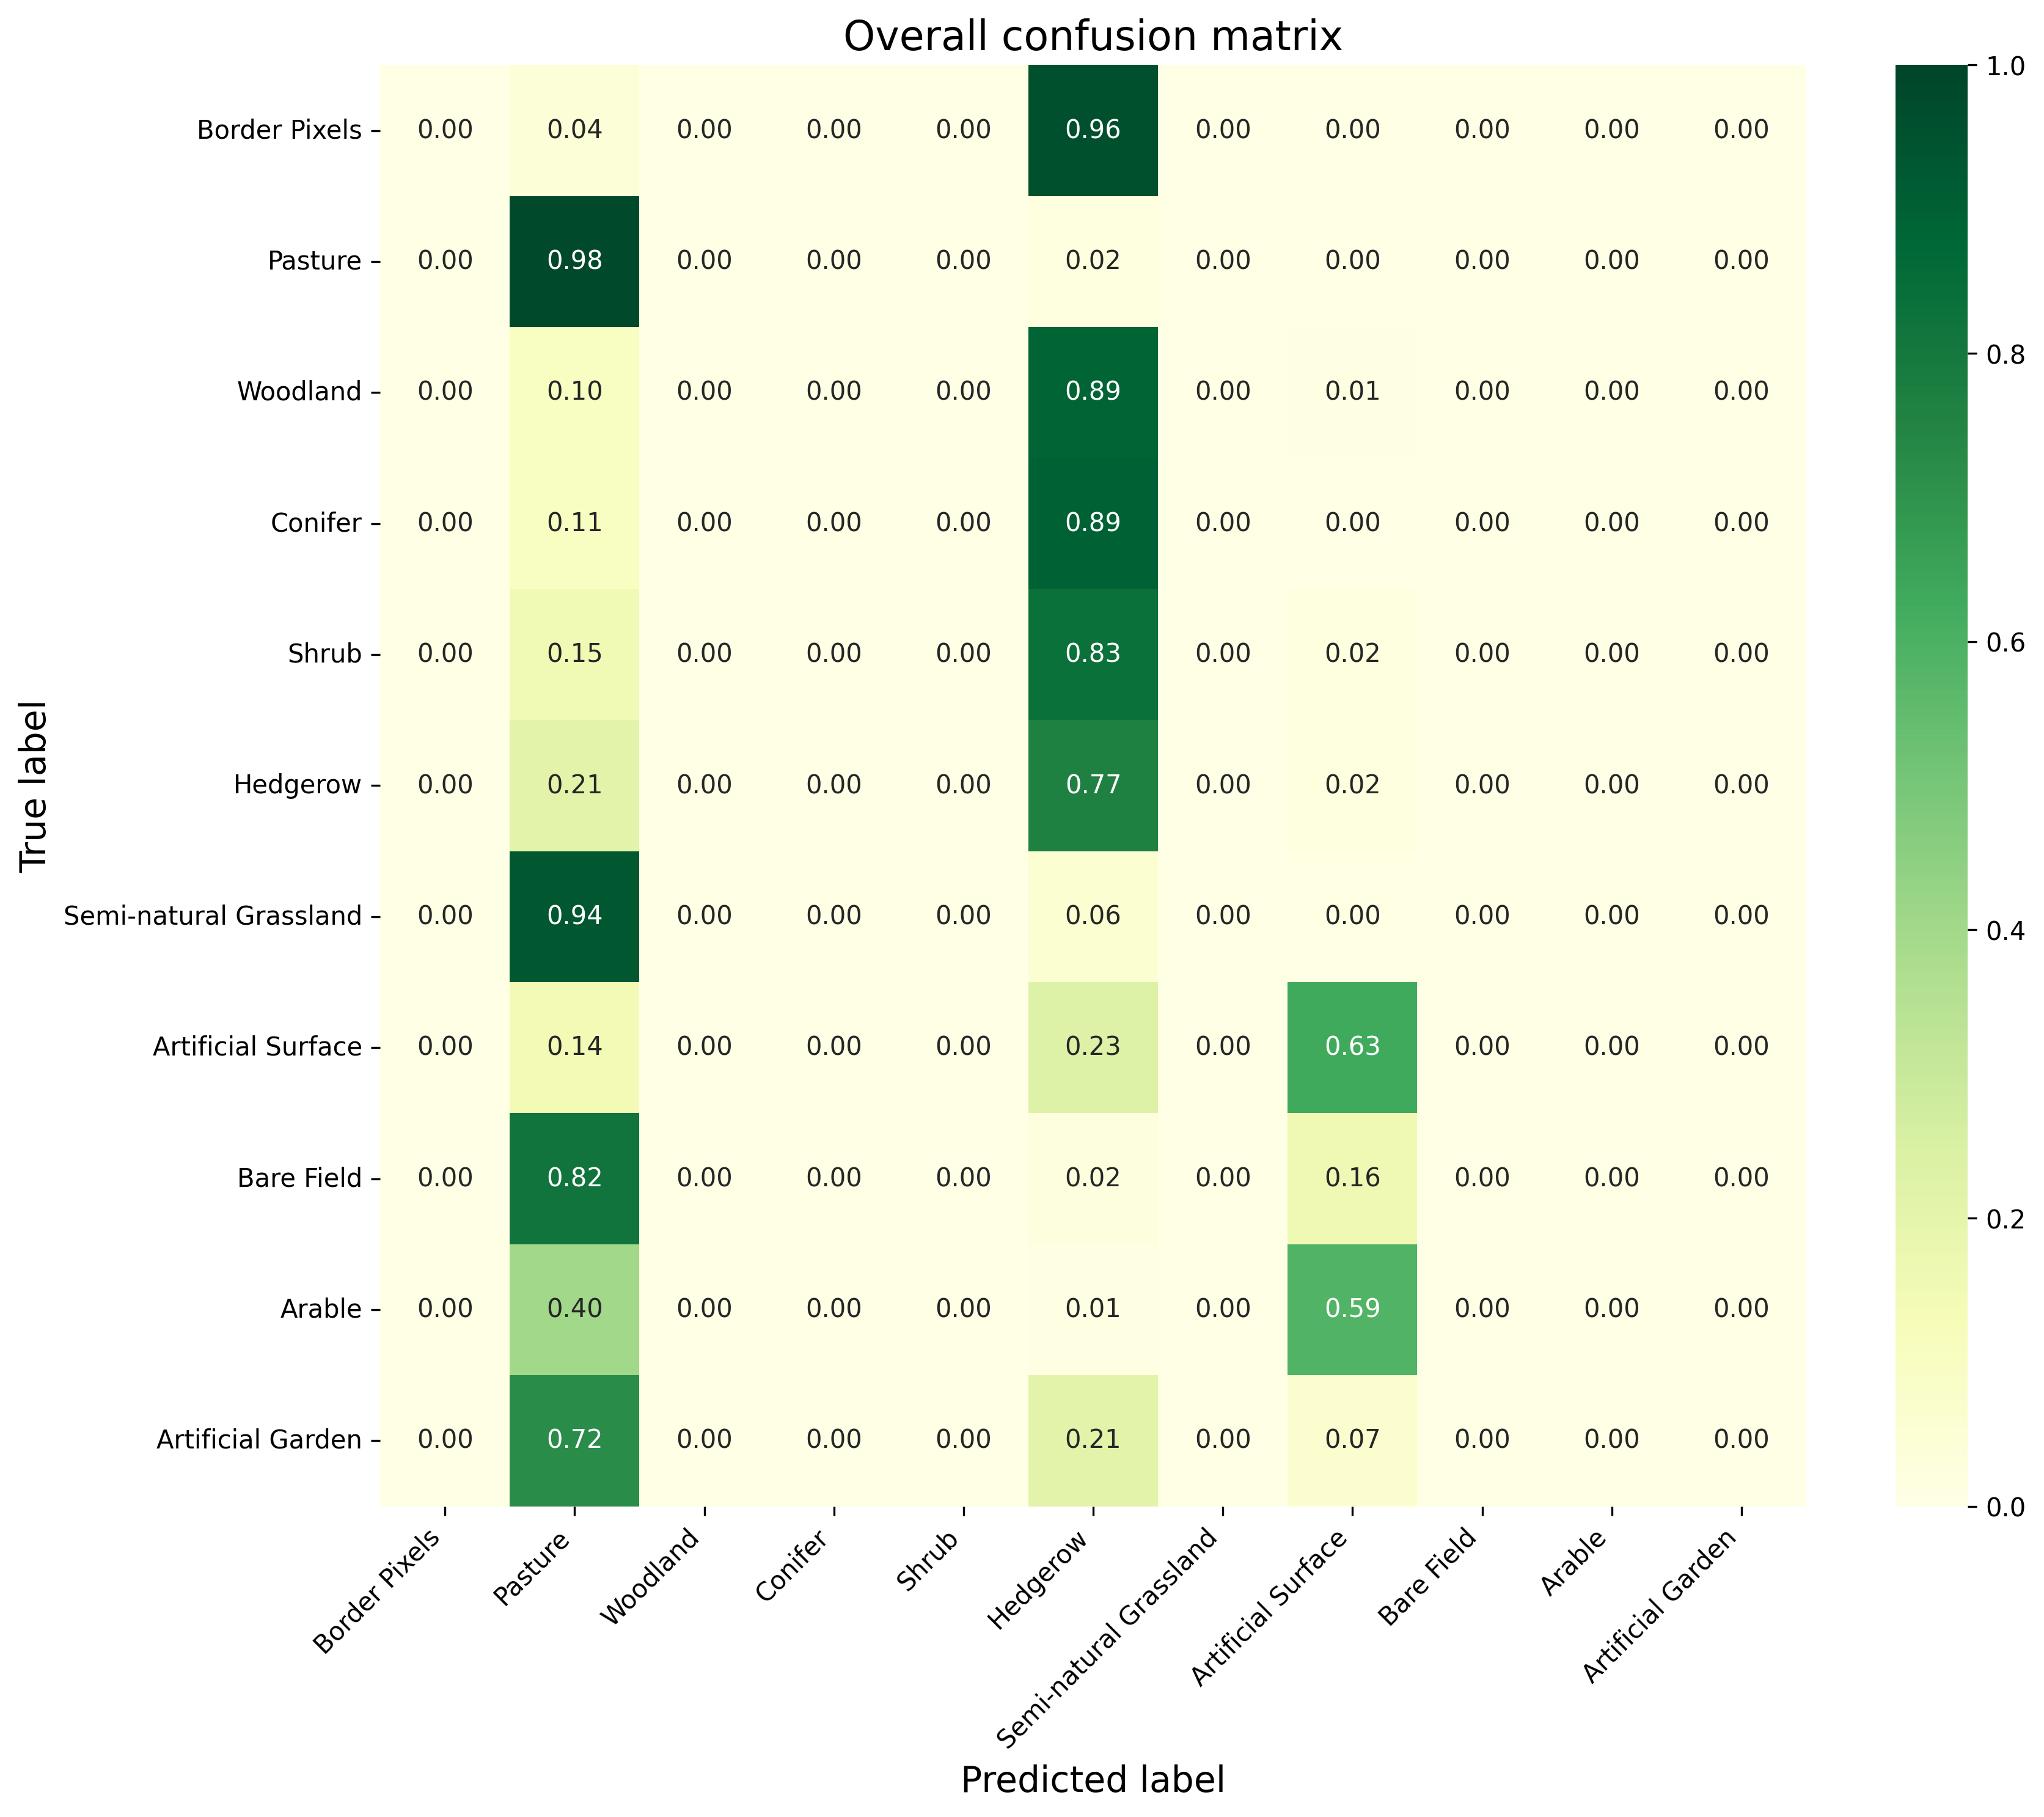 Overall confusion matrix
True label
Border Pixels 0.00 0.04 0.00 0.00 0.00 0.96 0.00 0.00 0.00 0.00 0.00
Pasture 0.00 0.98 0.00 0.00 0.00 0.02 0.00 0.00 0.00 0.00 0.00
Woodland 0.00 0.10 0.00 0.00 0.00 0.89 0.00 0.01 0.00 0.00 0.00
Conifer 0.00 0.11 0.00 0.00 0.00 0.89 0.00 0.00 0.00 0.00 0.00
Shrub 0.00 0.15 0.00 0.00 0.00 0.83 0.00 0.02 0.00 0.00 0.00
Hedgerow 0.00 0.21 0.00 0.00 0.00 0.77 0.00 0.02 0.00 0.00 0.00
Semi-natural Grassland 0.00 0.94 0.00 0.00 0.00 0.06 0.00 0.00 0.00 0.00 0.00
Artificial Surface 0.00 0.14 0.00 0.00 0.00 0.23 0.00 0.63 0.00 0.00 0.00
Bare Field 0.00 0.82 0.00 0.00 0.00 0.02 0.00 0.16 0.00 0.00 0.00
Arable 0.00 0.40 0.00 0.00 0.00 0.01 0.00 0.59 0.00 0.00 0.00
Artificial Garden 0.00 0.72 0.00 0.00 0.00 0.21 0.00 0.07 0.00 0.00 0.00
Border Pixels
Pasture
Woodland
Conifer
Shrub
Hedgerow
Semi-natural Grassland
Artificial Surface
Bare Field
Arable
Artificial Garden
Predicted label
1.0
0.8
0.6
0.4
0.2
0.0